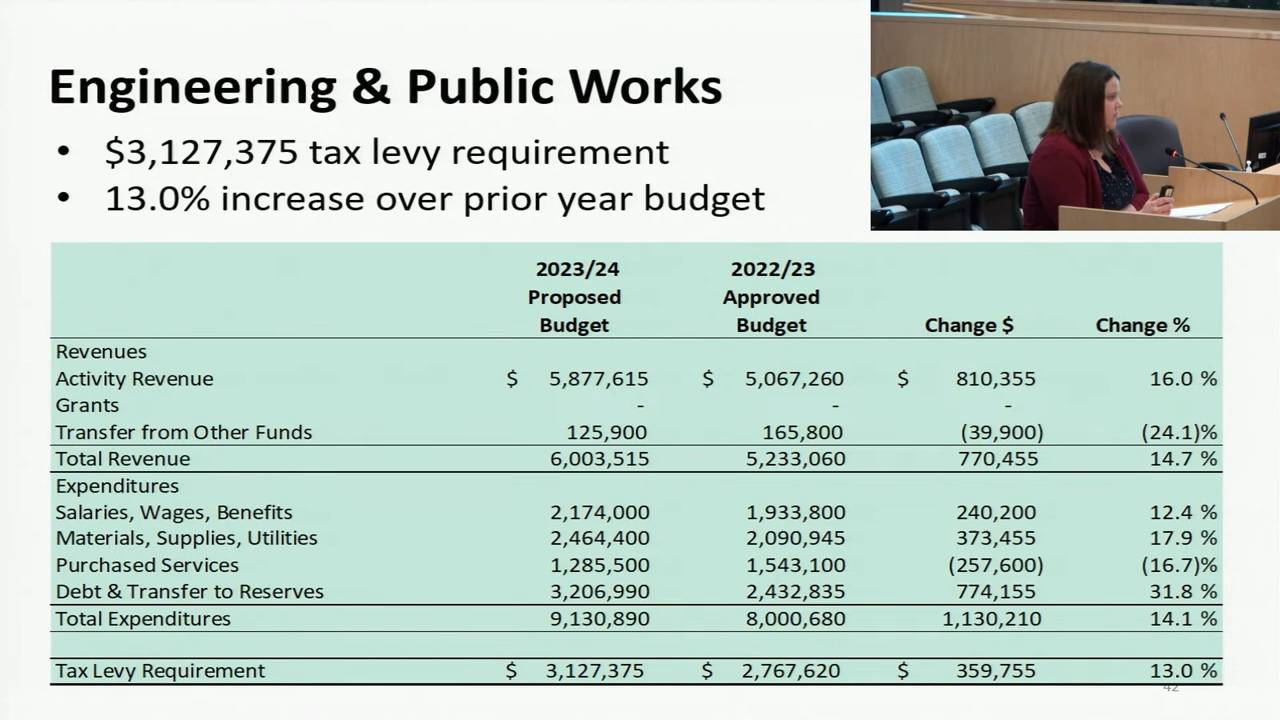 Engineering & Public Works
• $3,127,375 tax levy requirement
• 13.0% increase over prior year budget
2023/24 Proposed Budget 2022/23 Approved Budget Change $ Change %
Revenues
Activity Revenue $ 5,877,615 $ 5,067,260 $ 810,355 16.0 %
Grants - - -
Transfer from Other Funds 125,900 165,800 (39,900) (24.1)%
Total Revenue 6,003,515 5,233,060 770,455 14.7 %
Expenditures
Salaries, Wages, Benefits 2,174,000 1,933,800 240,200 12.4 %
Materials, Supplies, Utilities 2,464,400 2,090,945 373,455 17.9 %
Purchased Services 1,285,500 1,543,100 (257,600) (16.7)%
Debt & Transfer to Reserves 3,206,990 2,432,835 774,155 31.8 %
Total Expenditures 9,130,890 8,000,680 1,130,210 14.1 %
Tax Levy Requirement $ 3,127,375 $ 2,767,620 $ 359,755 13.0 %
42